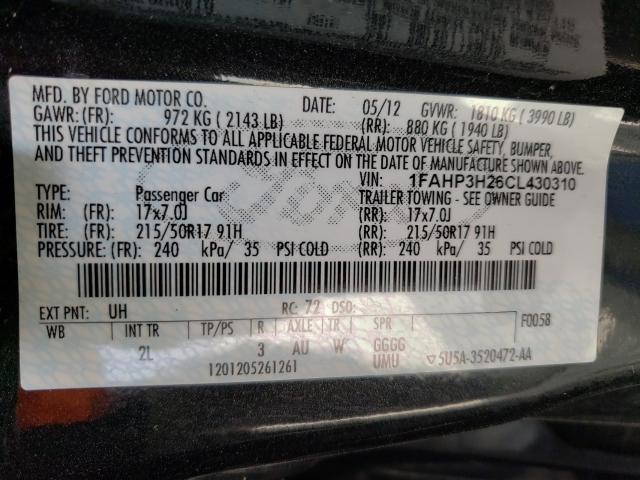 MFD. BY FORD MOTOR CO. DATE: 05/12 GVWR: 1810 KG ( 3990 LB)
GAWR: (FR): 972 KG ( 2143 LB) (RR): 880 KG ( 1940 LB)
THIS VEHICLE CONFORMS TO ALL APPLICABLE FEDERAL MOTOR VEHICLE SAFETY, BUMPER,
AND THEFT PREVENTION STANDARDS IN EFFECT ON THE DATE OF MANUFACTURE SHOWN ABOVE.
VIN: 1FAHP3H26CL430310
TYPE: Passenger Car TRAILER TOWING - SEE OWNER GUIDE
RIM: (FR): 17x7.0J (RR): 17x7.0J
TIRE: (FR): 215/50R17 91H (RR): 215/50R17 91H
PRESSURE: (FR): 240 kPa/ 35 PSI COLD (RR): 240 kPa/ 35 PSI COLD
EXT PNT: UH RC: 72 DSO: F0058
WB INT TR TP/PS R AXLE TR SPR
2L 3 AU W GGGG
1201205261261 UMU ▽5U5A-3520472-AA